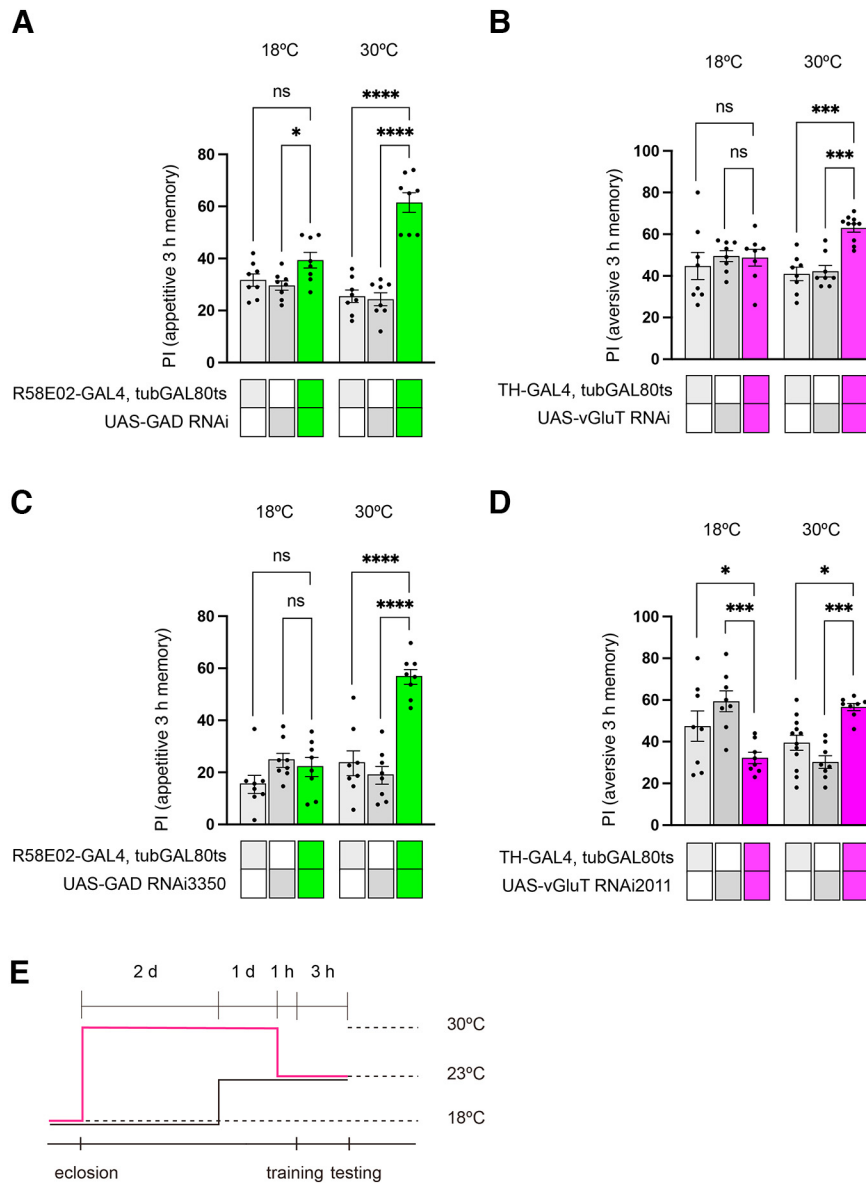 A
18ºC 30ºC
ns ****
* ****
80
60
40
20
0
PI (appetitive 3 h memory)
R58E02-GAL4, tubGAL80ts
UAS-GAD RNAi
B
18ºC 30ºC
ns ***
ns ***
100
80
60
40
20
0
PI (aversive 3 h memory)
TH-GAL4, tubGAL80ts
UAS-vGluT RNAi
C
18ºC 30ºC
ns ****
ns ****
80
60
40
20
0
PI (appetitive 3 h memory)
R58E02-GAL4, tubGAL80ts
UAS-GAD RNAi3350
D
18ºC 30ºC
* *
*** ***
100
80
60
40
20
0
PI (aversive 3 h memory)
TH-GAL4, tubGAL80ts
UAS-vGluT RNAi2011
E
2 d 1 d 1 h 3 h
30ºC
23ºC
18ºC
eclosion training testing